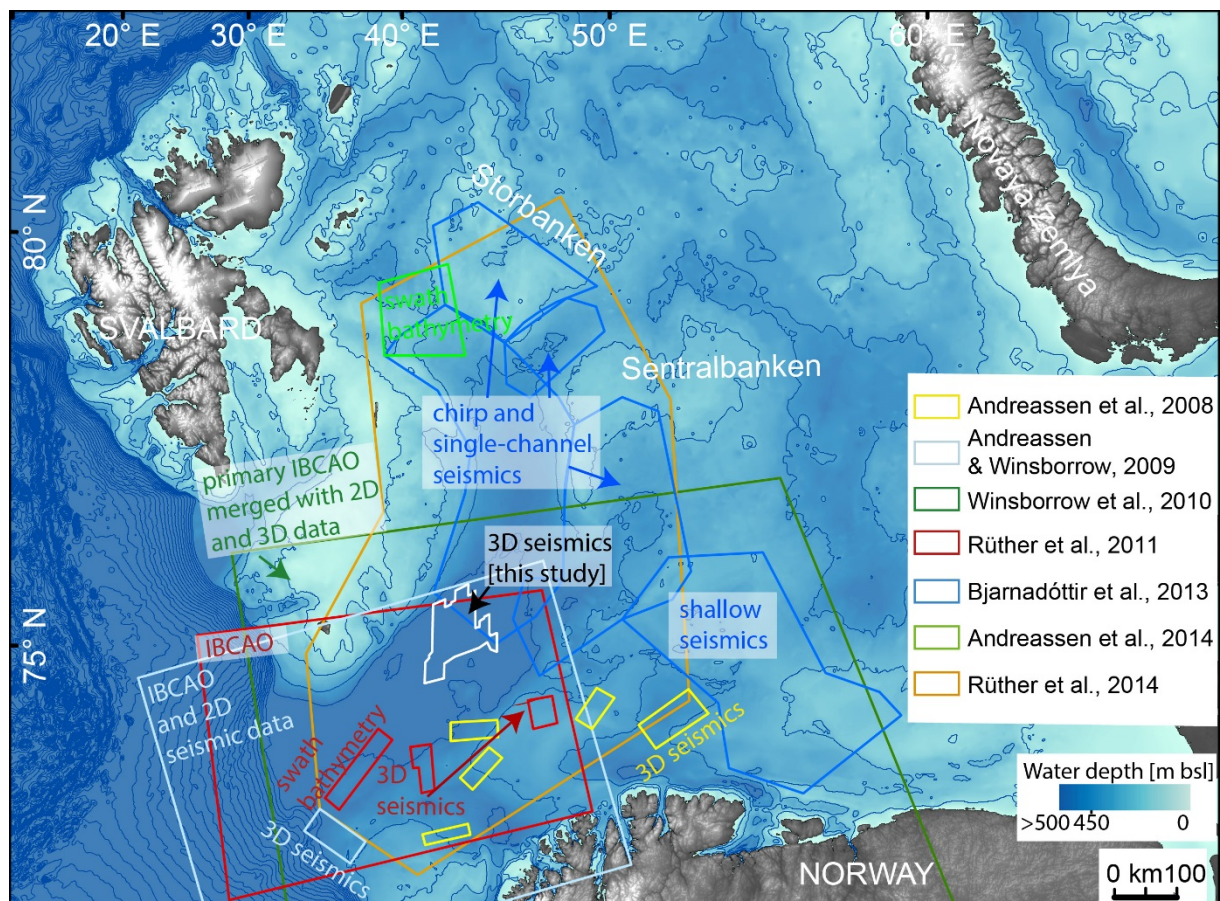 20° E
30° E
40° E
50° E
60° E
80° N
75° N
Storbanken
Novaya Zemlya
SVALBARD
swath
bathymetry
Sentralbanken
chirp and
single-channel
seismics
primary IBCAO
merged with 2D
and 3D data
3D seismics
[this study]
shallow
seismics
IBCAO
IBCAO
and 2D
seismic data
swath
bathymetry
3D
seismics
3D seismics
3D seismics
NORWAY
Andreassen et al., 2008
Andreassen
& Winsborrow, 2009
Winsborrow et al., 2010
Rüther et al., 2011
Bjarnadóttir et al., 2013
Andreassen et al., 2014
Rüther et al., 2014
Water depth [m bsl]
>500 450 0
0 km100